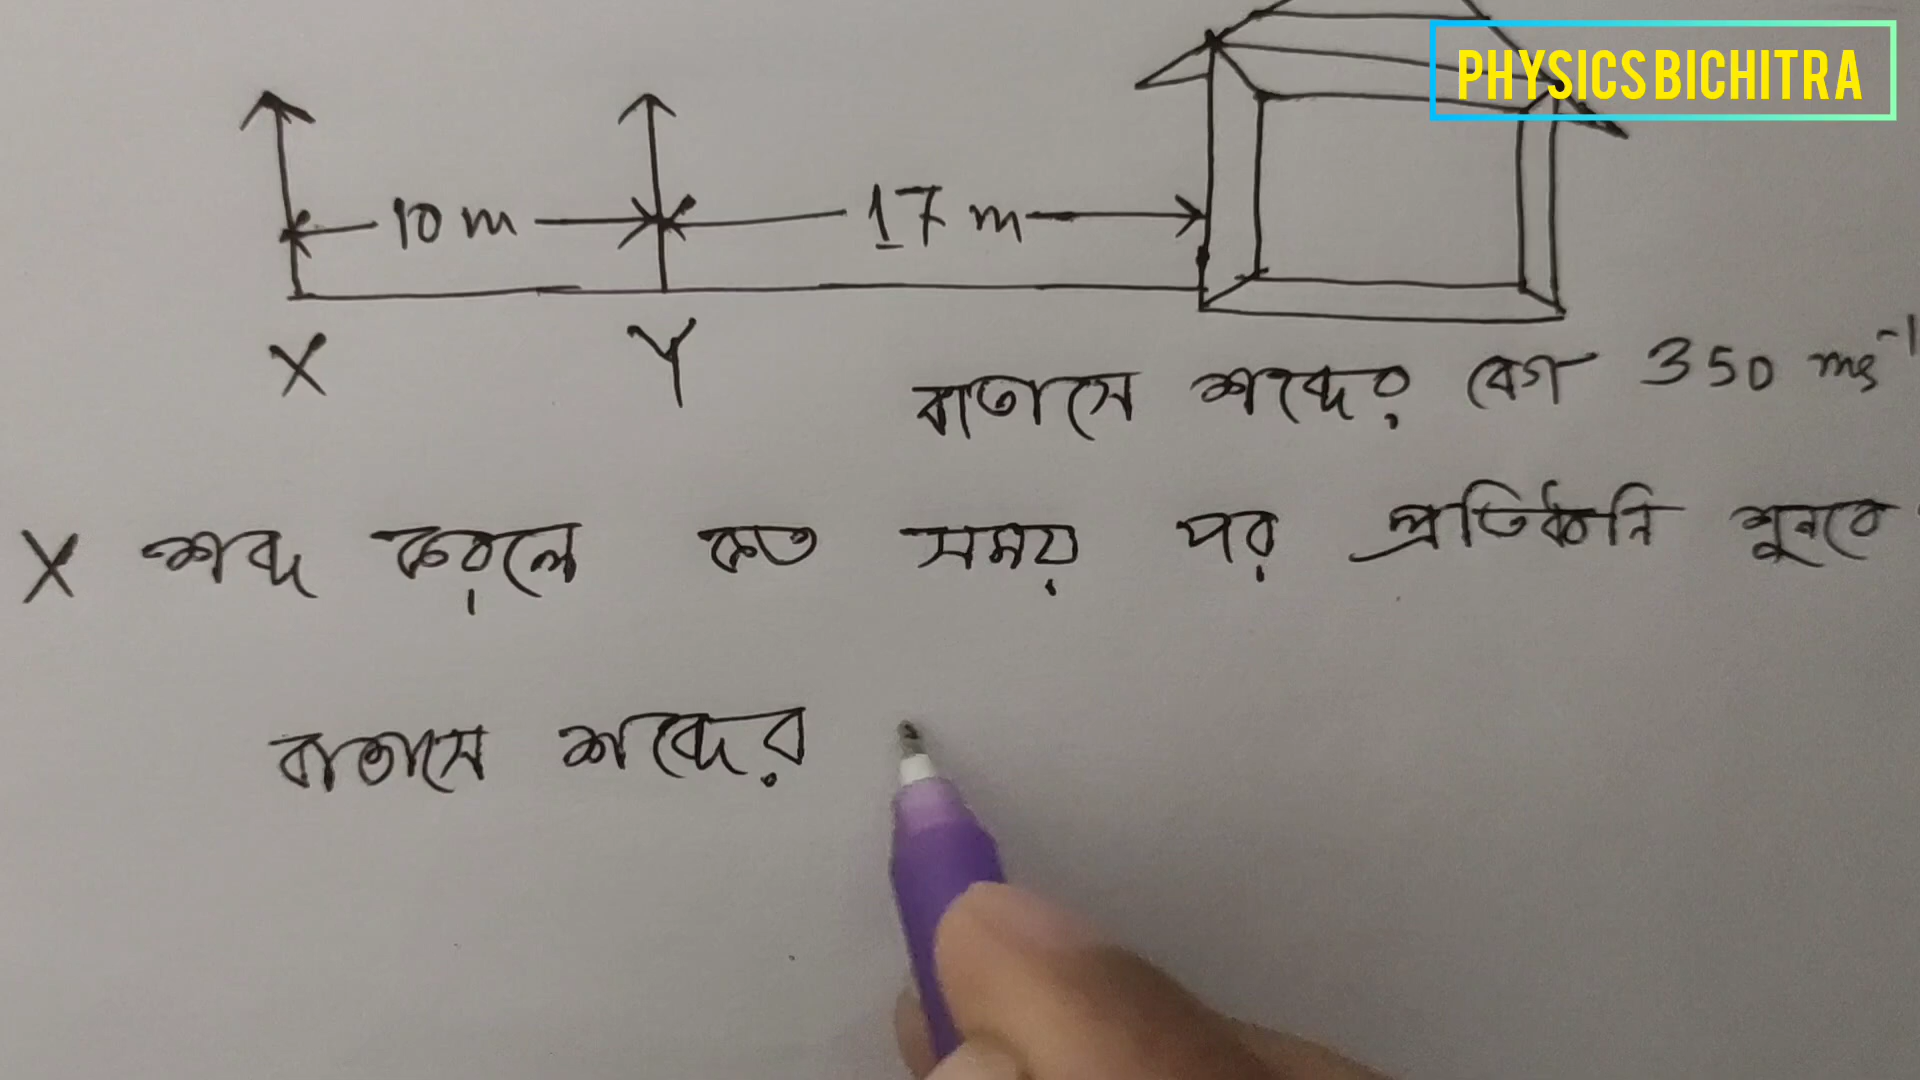 PHYSICS BICHITRA
10 m 17 m
X Y
বাতাসে শব্দের বেগ 350 ms⁻¹
X শব্দ করলে কত সময় পর প্রতিধ্বনি শুনবে
বাতাসে শব্দের